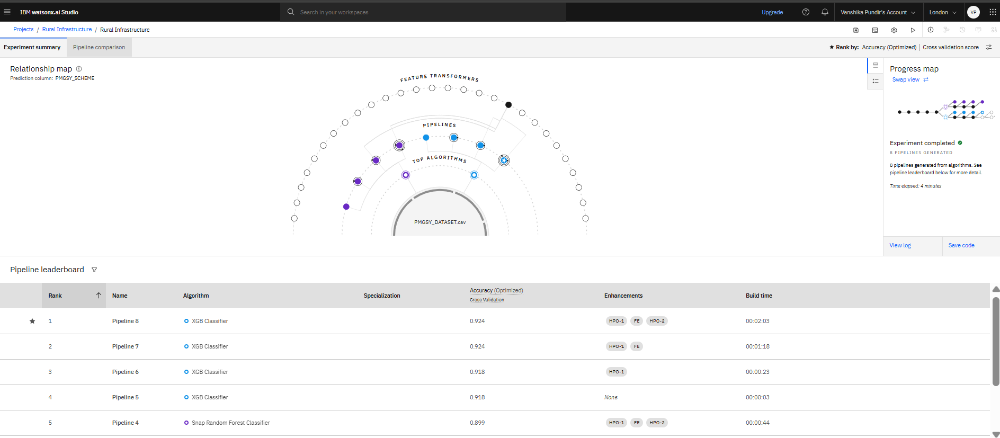 IBM watsonx.ai Studio
Search in your workspaces
Upgrade
Vanshika Pundir's Account
London
VP
Projects / Rural Infrastructure / Rural Infrastructure
Experiment summary
Pipeline comparison
Rank by: Accuracy (Optimized) | Cross validation score
Relationship map
Prediction column: PMGSY_SCHEME
FEATURE TRANSFORMERS
PIPELINES
TOP ALGORITHMS
PMGSY_DATASET.csv
Progress map
Swap view
Experiment completed
8 PIPELINES GENERATED
8 pipelines generated from algorithms. See
pipeline leaderboard below for more detail.
Time elapsed: 4 minutes
View log
Save code
Pipeline leaderboard
Rank Name Algorithm Specialization Accuracy (Optimized) Enhancements Build time
Cross Validation
1 Pipeline 8 XGB Classifier 0.924 HPO-1 FE HPO-2 00:02:03
2 Pipeline 7 XGB Classifier 0.924 HPO-1 FE 00:01:18
3 Pipeline 6 XGB Classifier 0.918 HPO-1 00:00:23
4 Pipeline 5 XGB Classifier 0.918 None 00:00:03
5 Pipeline 4 Snap Random Forest Classifier 0.899 HPO-1 FE HPO-2 00:00:44